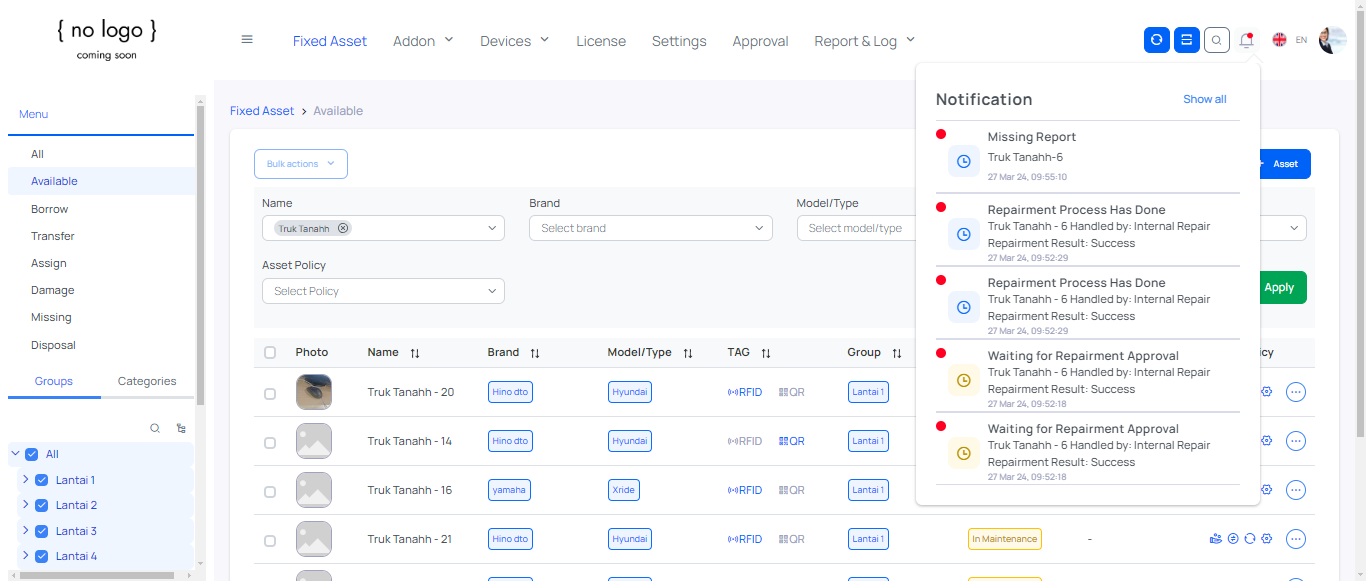 { no logo }
coming soon
Fixed Asset
Addon
Devices
License
Settings
Approval
Report & Log
EN
Menu
All
Available
Borrow
Transfer
Assign
Damage
Missing
Disposal
Groups
Categories
All
Lantai 1
Lantai 2
Lantai 3
Lantai 4
Fixed Asset > Available
Bulk actions
Asset
Name
Brand
Model/Type
Truk Tanahh
Select brand
Select model/type
Asset Policy
Select Policy
Apply
Photo Name Brand Model/Type TAG Group
Truk Tanahh - 20 Hino dto Hyundai RFID QR Lantai 1
Truk Tanahh - 14 Hino dto Hyundai RFID QR Lantai 1
Truk Tanahh - 16 yamaha Xride RFID QR Lantai 1
Truk Tanahh - 21 Hino dto Hyundai RFID QR Lantai 1 In Maintenance -
Notification
Show all
Missing Report
Truk Tanahh-6
27 Mar 24, 09:55:10
Repairment Process Has Done
Truk Tanahh - 6 Handled by: Internal Repair
Repairment Result: Success
27 Mar 24, 09:52:29
Repairment Process Has Done
Truk Tanahh - 6 Handled by: Internal Repair
Repairment Result: Success
27 Mar 24, 09:52:29
Waiting for Repairment Approval
Truk Tanahh - 6 Handled by: Internal Repair
Repairment Result: Success
27 Mar 24, 09:52:18
Waiting for Repairment Approval
Truk Tanahh - 6 Handled by: Internal Repair
Repairment Result: Success
27 Mar 24, 09:52:18